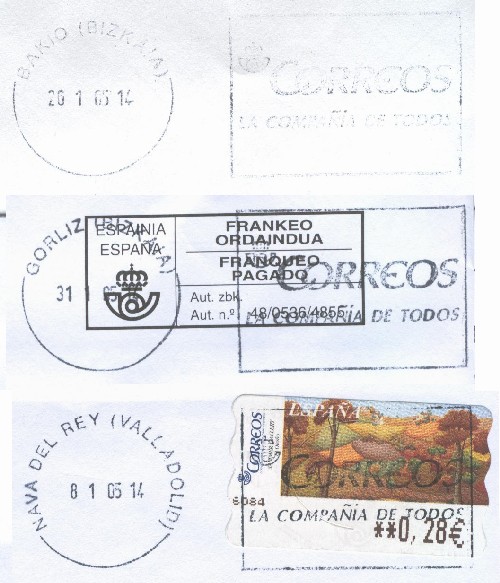 BAKIO (BIZKAIA)
20 1 05 14
CORREOS
LA COMPAÑÍA DE TODOS
GORLIZ (BIZKAIA)
31 1 05
ESPAINIA
ESPAÑA
FRANKEO
ORDAINDUA
FRANQUEO
PAGADO
Aut. zbk.
Aut. n.º 48/0536/4855
CORREOS
LA COMPAÑÍA DE TODOS
NAVA DEL REY (VALLADOLID)
8 1 05 14
ESPAÑA
CORREOS
6084
CORREOS
LA COMPAÑÍA DE TODOS
**0,28€